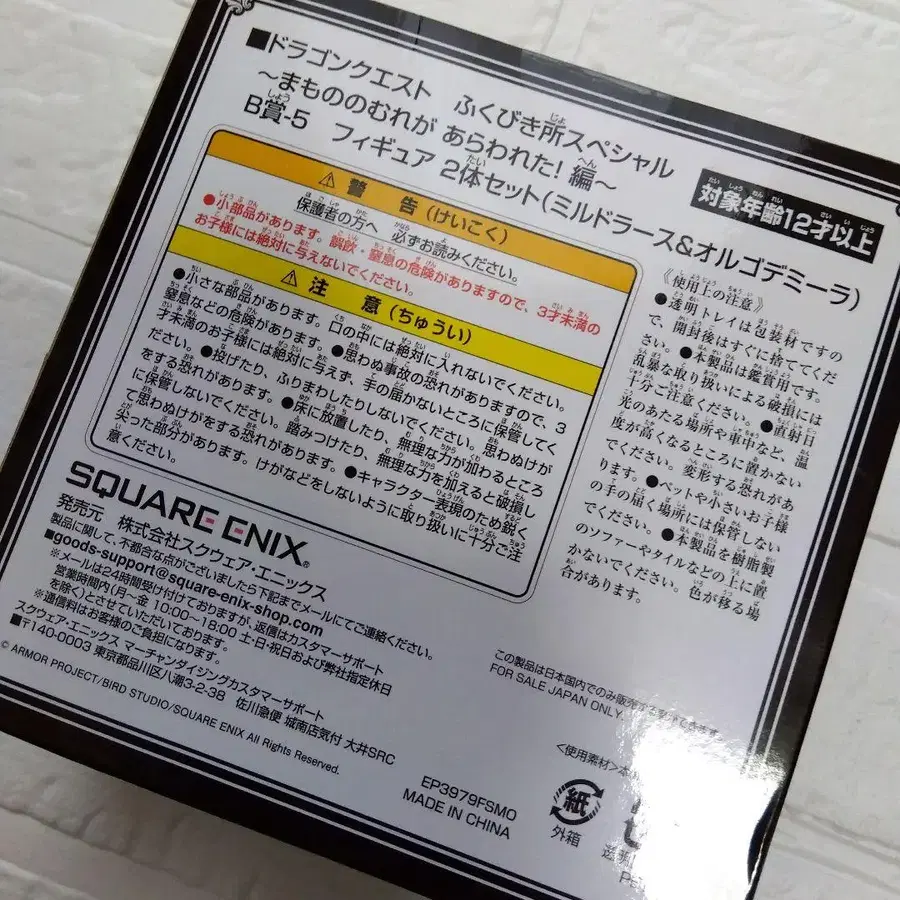 ■ドラゴンクエスト ふくびき所スペシャル
～まもののむれが あらわれた！編～
B賞-5 フィギュア 2体セット(ミルドラース&オルゴデミーラ)
対象年齢12才以上
⚠ 警 告 (けいこく)
保護者の方へ 必ずお読みください。
●小部品があります。誤飲・窒息の危険がありますので、3才未満の
お子様には絶対に与えないでください。
⚠ 注 意 (ちゅうい)
●小さな部品があります。口の中には絶対に入れないでください。
窒息などの危険があります。●思わぬ事故の恐れがありますので、3
才未満のお子様には絶対に与えず、手の届かないところに保管してく
ださい。●投げたり、ふりまわしたりしないでください。思わぬけが
をする恐れがあります。●床に放置したり、無理な力が加わるところ
に保管しないでください。踏みつけたり、無理な力を加えると破損し
て思わぬけがをする恐れがあります。●キャラクター表現のため鋭く
尖った部分があります。けがなどをしないように取り扱いに十分ご注
意ください。
《使用上の注意》
●透明トレイは包装材ですの
で、開封後はすぐに捨ててくだ
さい。●本製品は鑑賞用です。
乱暴な取り扱いによる破損には
十分ご注意ください。●直射日
光のあたる場所や車中など、温
度が高くなるところに置かない
でください。変形する恐れがあ
ります。●ペットや小さいお子様
の手の届く場所には保管しない
でください。●本製品を樹脂製
のソファーやタイルなどの上に置
かないでください。色が移る場
合があります。
SQUARE ENIX®
発売元 株式会社スクウェア・エニックス
製品に関して、不都合な点がございましたら下記までメールにてご連絡ください。
■goods-support@square-enix-shop.com
※メールは24時間受け付けておりますが、返信はカスタマーサポート
営業時間内(月～金 10:00～18:00 土・日・祝日および弊社指定休日
を除く)とさせていただいております。
※通信料はお客様のご負担になります。
スクウェア・エニックス マーチャンダイジングカスタマーサポート
■〒140-0003 東京都品川区八潮3-2-38 佐川急便 城南店気付 大井SRC
© ARMOR PROJECT/BIRD STUDIO/SQUARE ENIX All Rights Reserved.
この製品は日本国内でのみ販売
FOR SALE JAPAN ONLY.
<使用素材>
EP3979FSMO
MADE IN CHINA
紙
外箱